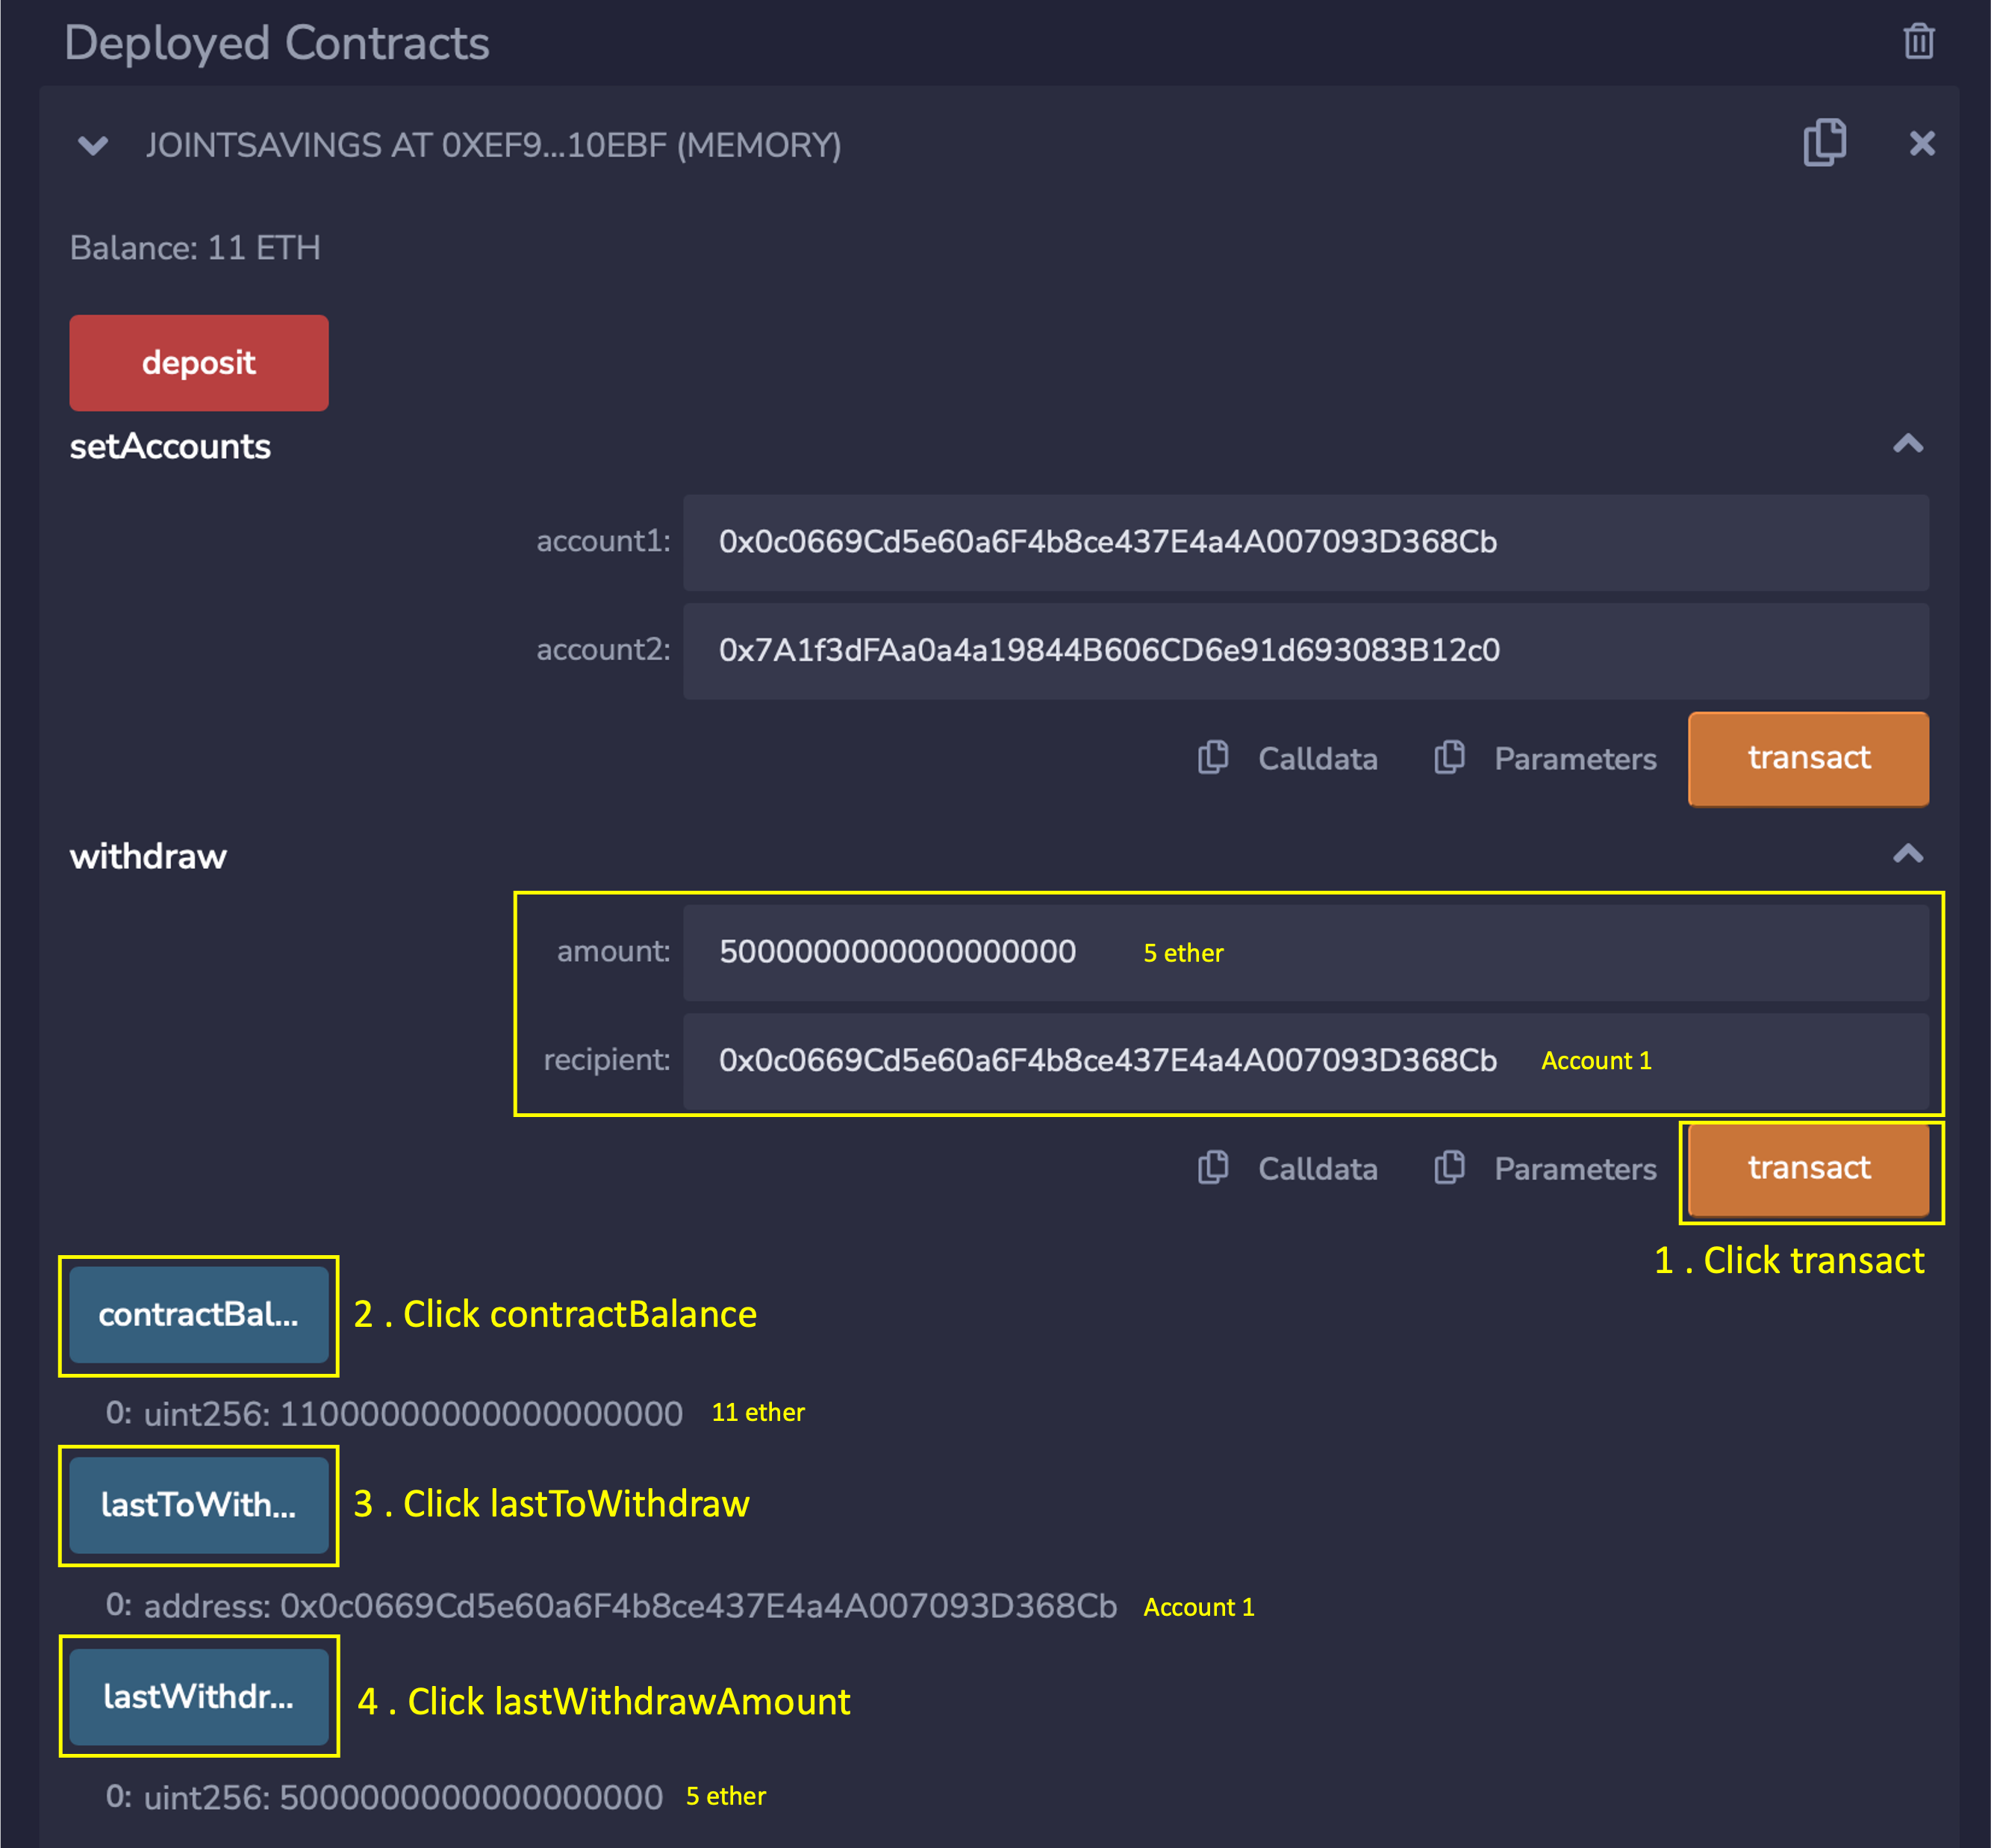 Deployed Contracts
JOINTSAVINGS AT 0XEF9...10EBF (MEMORY)
Balance: 11 ETH
deposit
setAccounts
account1: 0x0c0669Cd5e60a6F4b8ce437E4a4A007093D368Cb
account2: 0x7A1f3dFAa0a4a19844B606CD6e91d693083B12c0
Calldata Parameters transact
withdraw
amount: 5000000000000000000 5 ether
recipient: 0x0c0669Cd5e60a6F4b8ce437E4a4A007093D368Cb Account 1
Calldata Parameters transact
1 . Click transact
contractBal... 2 . Click contractBalance
0: uint256: 11000000000000000000 11 ether
lastToWith... 3 . Click lastToWithdraw
0: address: 0x0c0669Cd5e60a6F4b8ce437E4a4A007093D368Cb Account 1
lastWithdr... 4 . Click lastWithdrawAmount
0: uint256: 5000000000000000000 5 ether